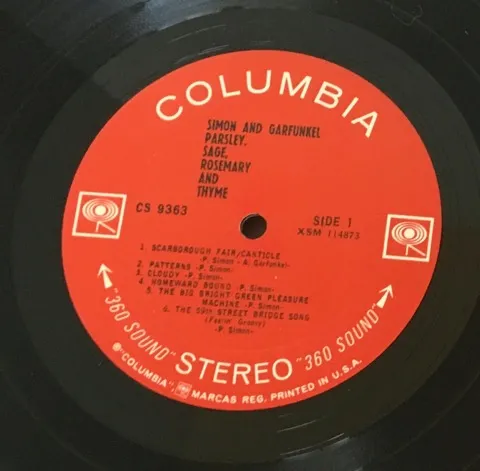 COLUMBIA
SIMON AND GARFUNKEL
PARSLEY,
SAGE,
ROSEMARY
AND
THYME
CS 9363
SIDE 1
XSM 114873
1. SCARBOROUGH FAIR/CANTICLE
-P. Simon - A. Garfunkel-
2. PATTERNS -P. Simon-
3. CLOUDY -P. Simon-
4. HOMEWARD BOUND -P. Simon-
5. THE BIG BRIGHT GREEN PLEASURE
MACHINE -P. Simon-
6. THE 59th STREET BRIDGE SONG
(Feelin' Groovy)
-P. Simon-
"360 SOUND" STEREO "360 SOUND"
"COLUMBIA", MARCAS REG. PRINTED IN U.S.A.